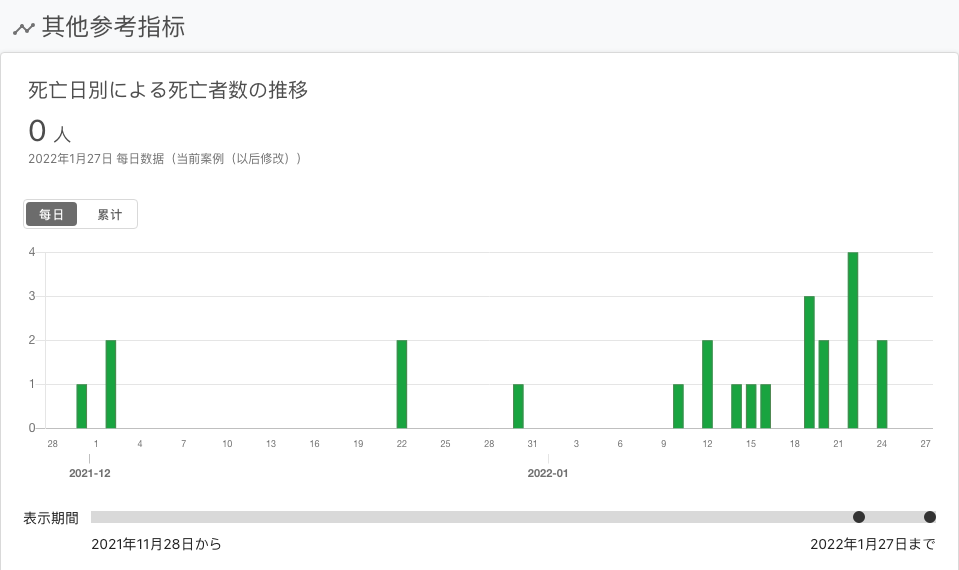 其他参考指标
死亡日別による死亡者数の推移
0 人
2022年1月27日 每日数据（当前案例（以后修改））
每日 累计
4
3
2
1
0
28 1 4 7 10 13 16 19 22 25 28 31 3 6 9 12 15 18 21 24 27
2021-12 2022-01
表示期間
2021年11月28日から 2022年1月27日まで